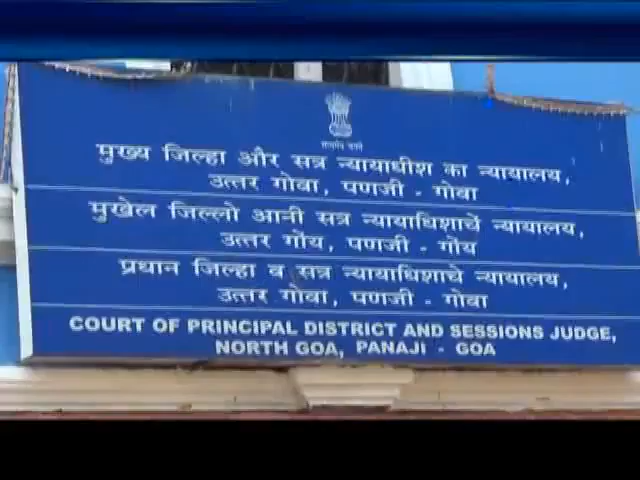 सत्यमेव जयते
मुख्य जिल्हा और सत्र न्यायाधीश का न्यायालय,
उत्तर गोवा, पणजी - गोवा
मुखेल जिल्लो आनी सत्र न्यायाधिशाचें न्यायालय,
उत्तर गोंय, पणजी - गोंय
प्रधान जिल्हा व सत्र न्यायाधिशाचे न्यायालय,
उत्तर गोवा, पणजी - गोवा
COURT OF PRINCIPAL DISTRICT AND SESSIONS JUDGE,
NORTH GOA, PANAJI - GOA